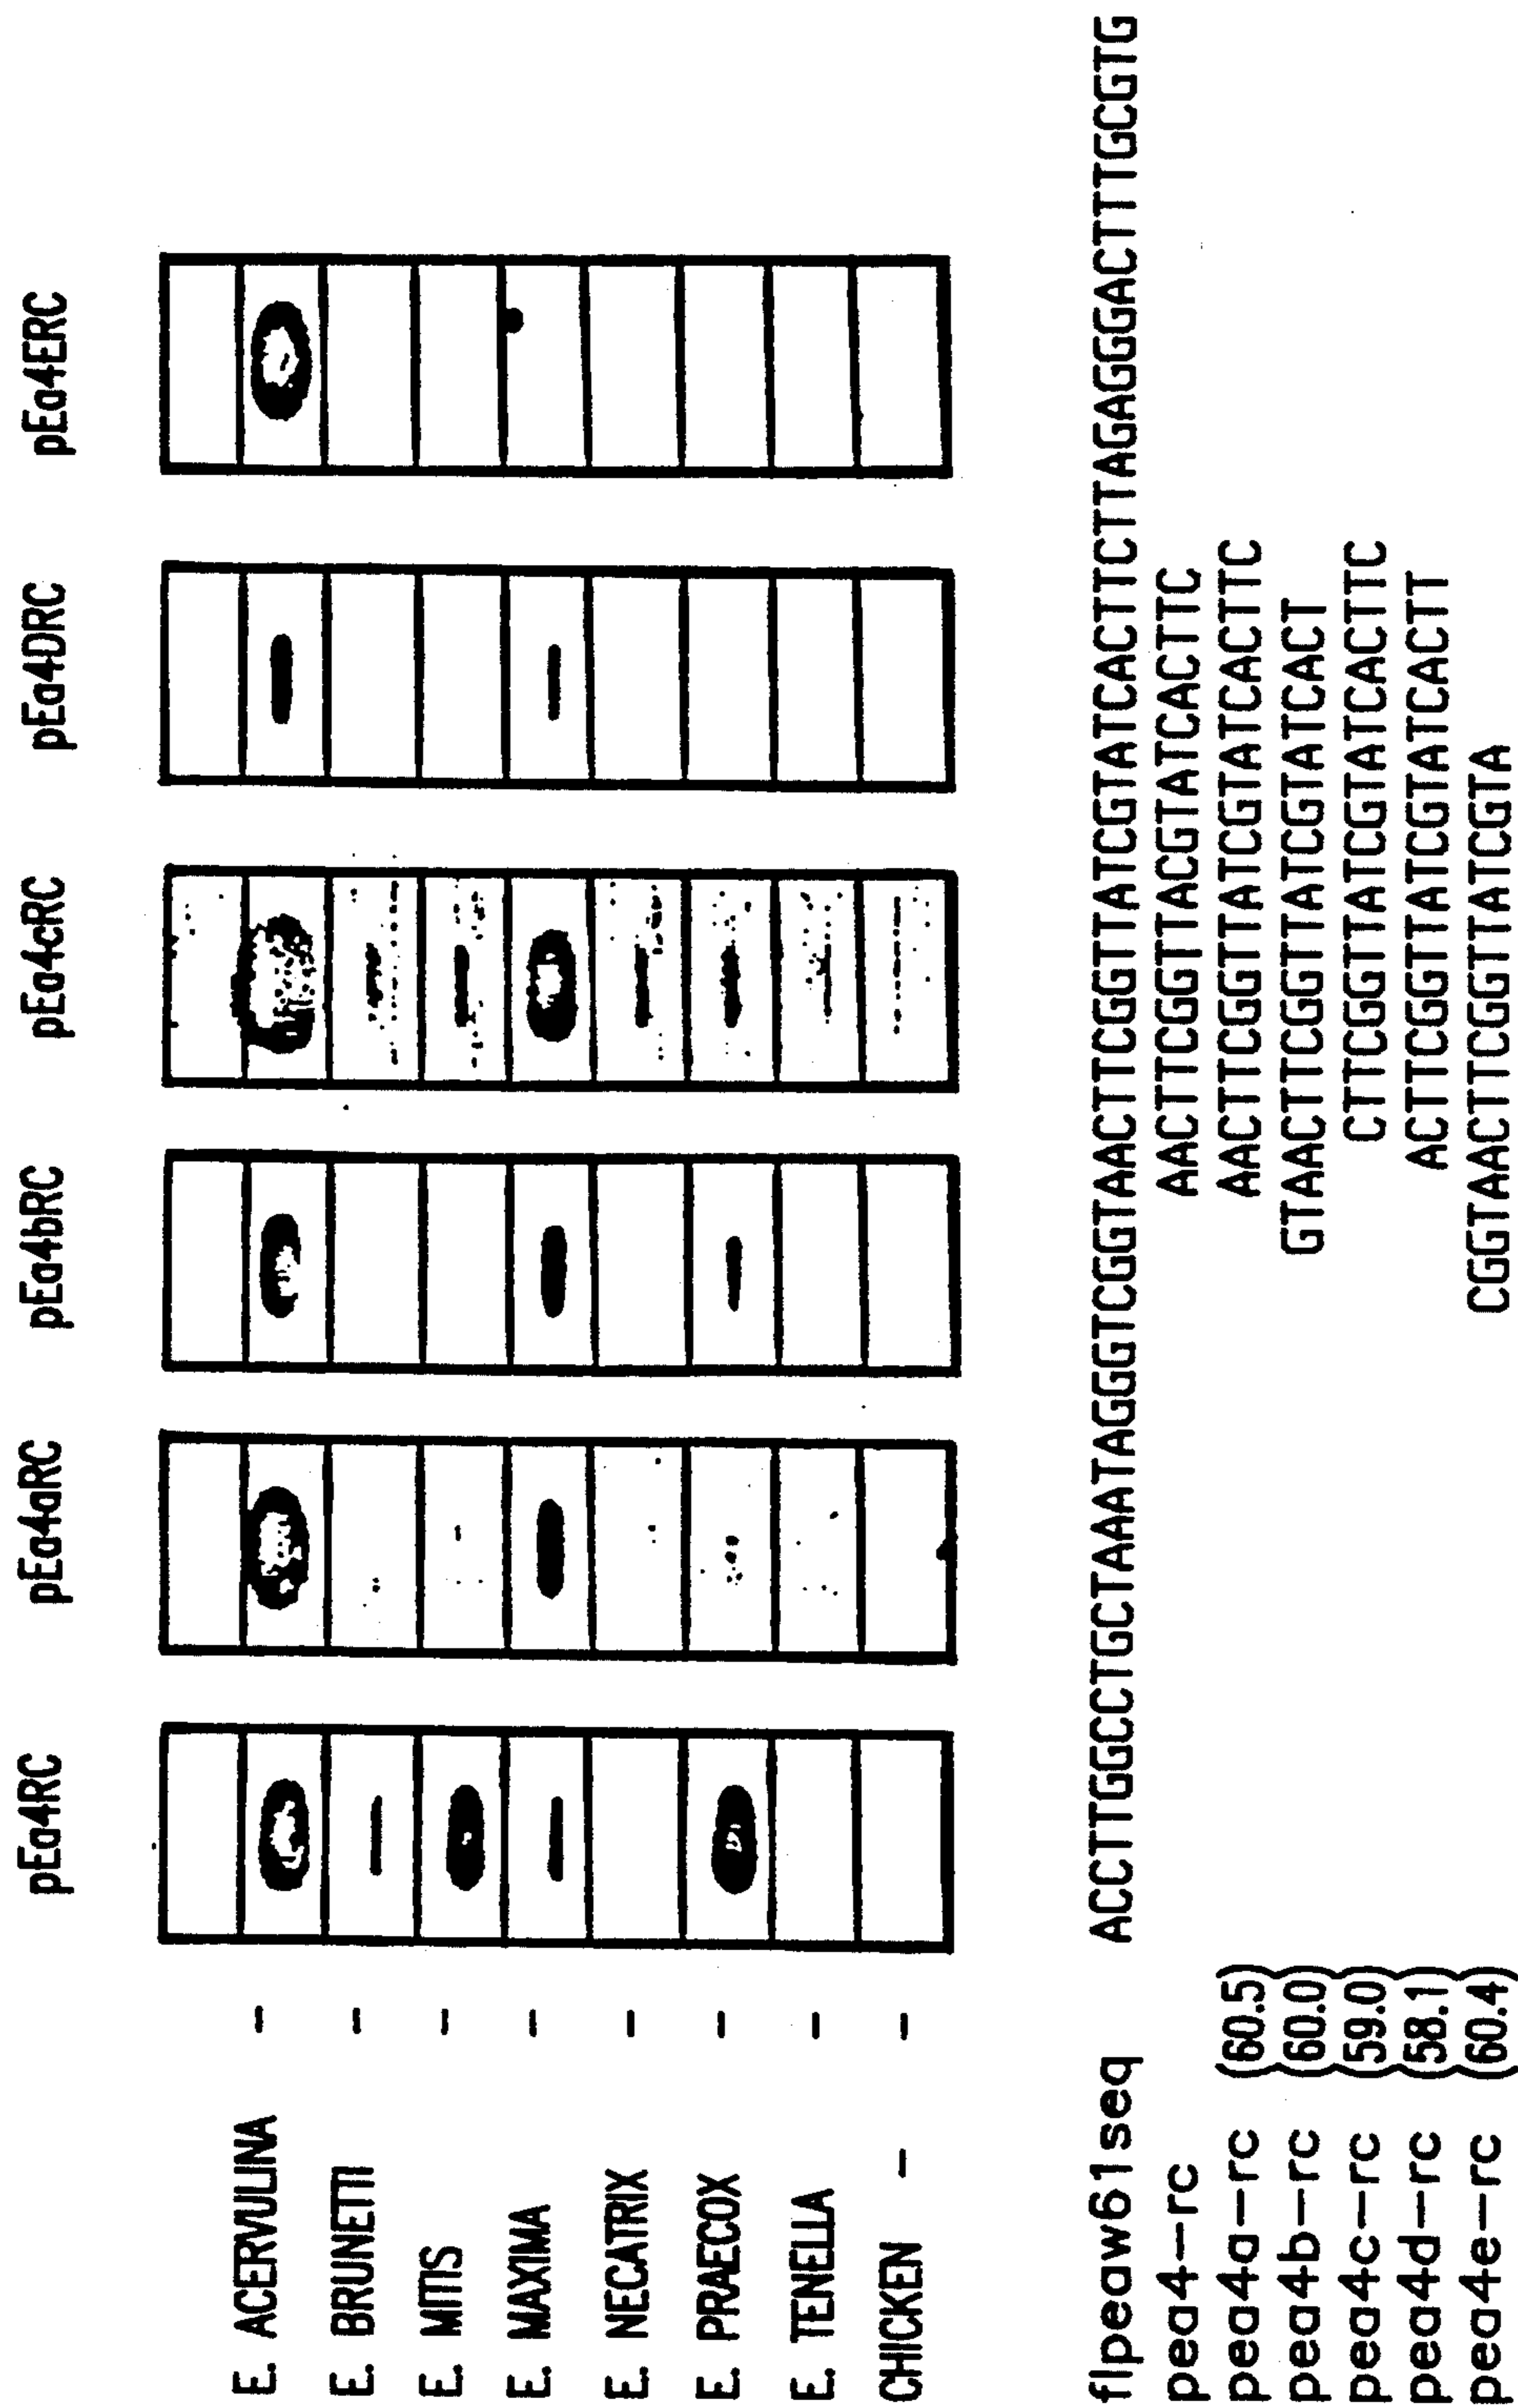 pEa4RC pEa4aRC pEa4bRC pEa4cRC pEa4DRC pEa4ERC
E. ACERVULINA -
E. BRUNETTI -
E. MITIS -
E. MAXIMA -
E. NECATRIX -
E. PRAECOX -
E. TENELLA -
CHICKEN - -
flpeaw61seq ACCTTGGCCTGCTAAATAGGGTCGGTAACTTCGGTTATCGTATCACTTCTTAGAGGGACTTTGCGTG
pea4-rc AACTTCGGTTACGTATCACTTC
pea4a-rc (60.5) AACTTCGGTTATCGTATCACTTC
pea4b-rc (60.0) GTAACTTCGGTTATCGTATCACT
pea4c-rc (59.0) CTTCGGTTATCGTATCACTTC
pea4d-rc (58.1) ACTTCGGTTATCGTATCACTT
pea4e-rc (60.4) CGGTAACTTCGGTTATCGTA